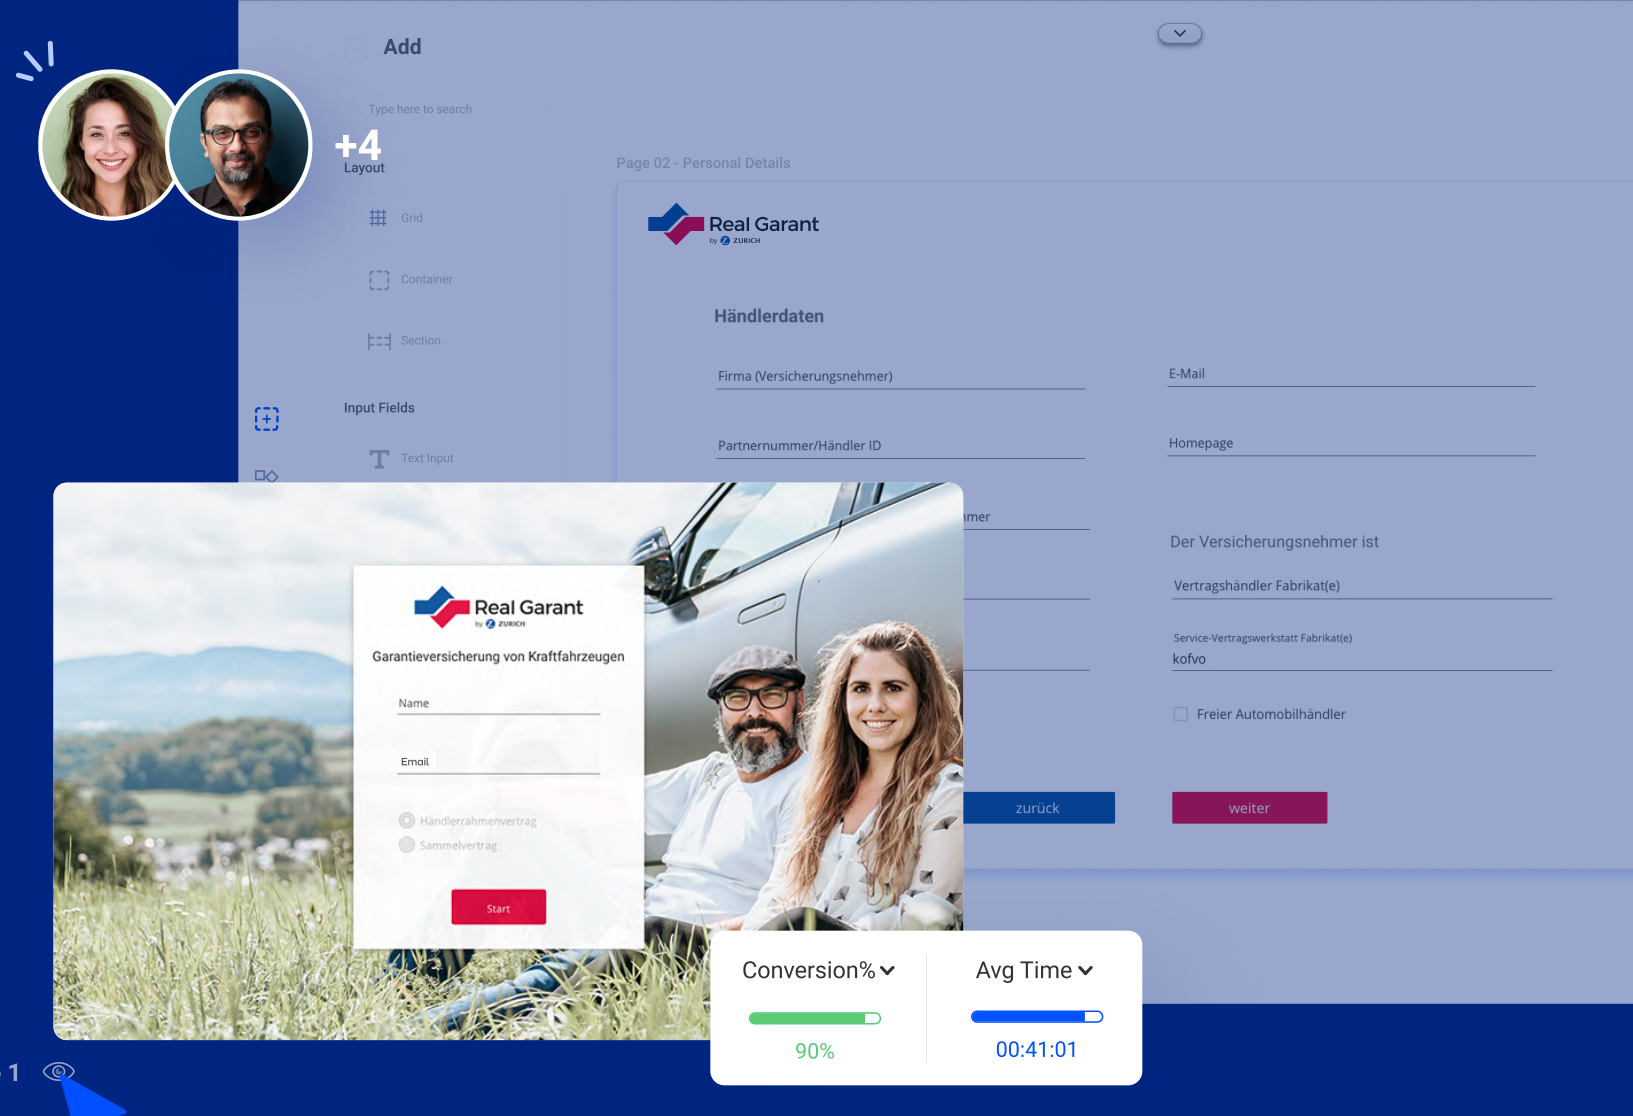 Add
Type here to search
+4
Layout
Grid
Container
Section
Input Fields
Text Input
Page 02 - Personal Details
Real Garant
by Z ZURICH
Händlerdaten
Firma (Versicherungsnehmer)
E-Mail
Partnernummer/Händler ID
Homepage
Der Versicherungsnehmer ist
Vertragshändler Fabrikat(e)
Service-Vertragswerkstatt Fabrikat(e)
kofvo
Freier Automobilhändler
zurück
weiter
Real Garant
by Z ZURICH
Garantieversicherung von Kraftfahrzeugen
Name
Email
Händlerrahmenvertrag
Sammelvertrag
Start
Conversion%
90%
Avg Time
00:41:01
1